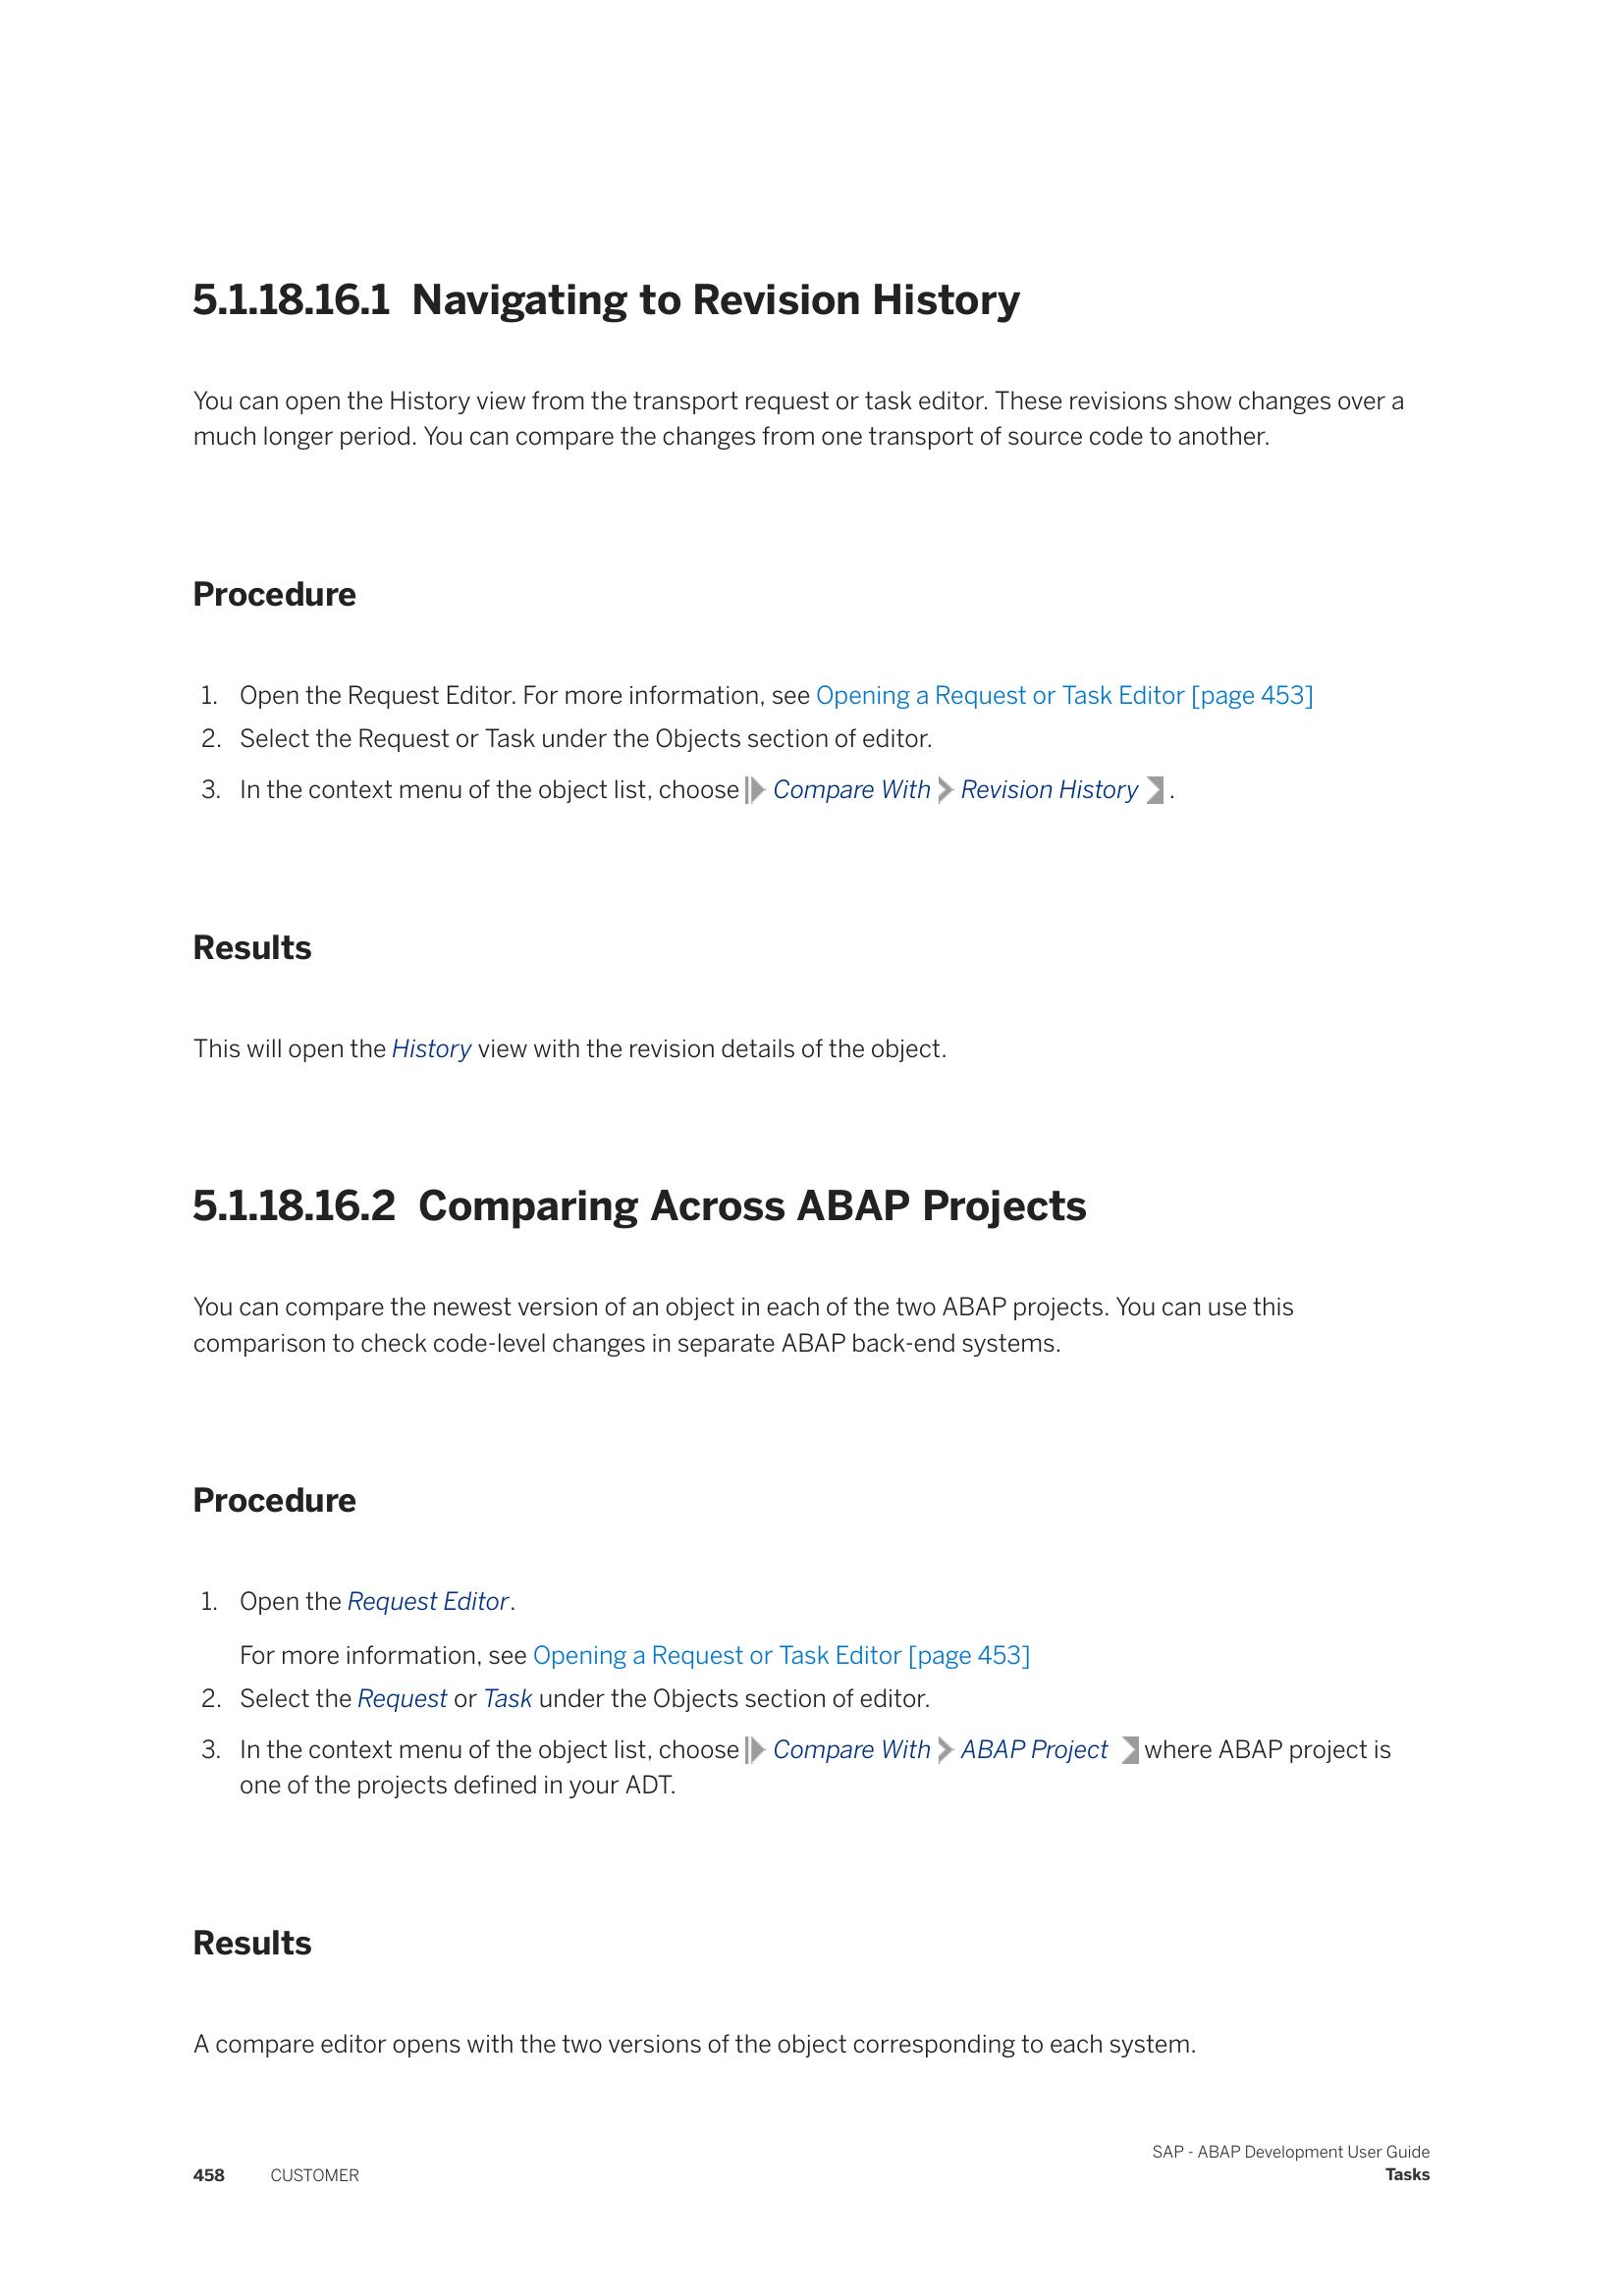 5.1.18.16.1 Navigating to Revision History
You can open the History view from the transport request or task editor. These revisions show changes over a
much longer period. You can compare the changes from one transport of source code to another.
Procedure
1. Open the Request Editor. For more information, see Opening a Request or Task Editor [page 453]
2. Select the Request or Task under the Objects section of editor.
3. In the context menu of the object list, choose Compare With Revision History .
Results
This will open the History view with the revision details of the object.
5.1.18.16.2 Comparing Across ABAP Projects
You can compare the newest version of an object in each of the two ABAP projects. You can use this
comparison to check code-level changes in separate ABAP back-end systems.
Procedure
1. Open the Request Editor.
For more information, see Opening a Request or Task Editor [page 453]
2. Select the Request or Task under the Objects section of editor.
3. In the context menu of the object list, choose Compare With ABAP Project where ABAP project is
one of the projects defined in your ADT.
Results
A compare editor opens with the two versions of the object corresponding to each system.
SAP - ABAP Development User Guide
458 CUSTOMER Tasks